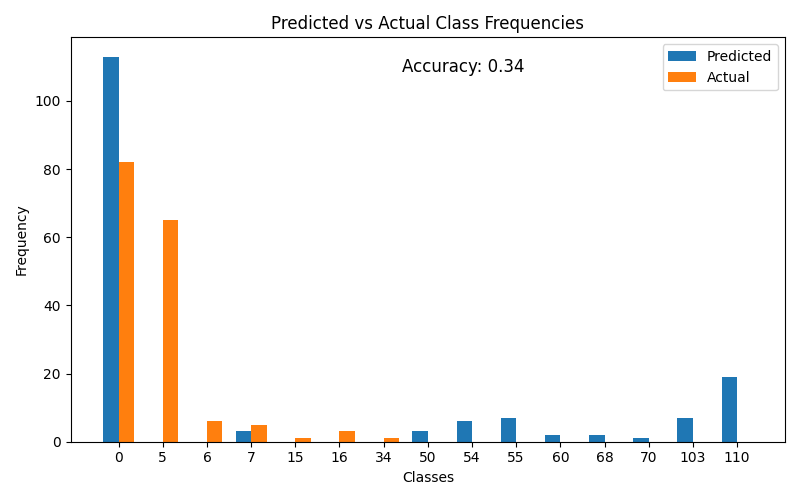 Predicted vs Actual Class Frequencies
Accuracy: 0.34
Predicted
Actual
Frequency
100
80
60
40
20
0
0 5 6 7 15 16 34 50 54 55 60 68 70 103 110
Classes